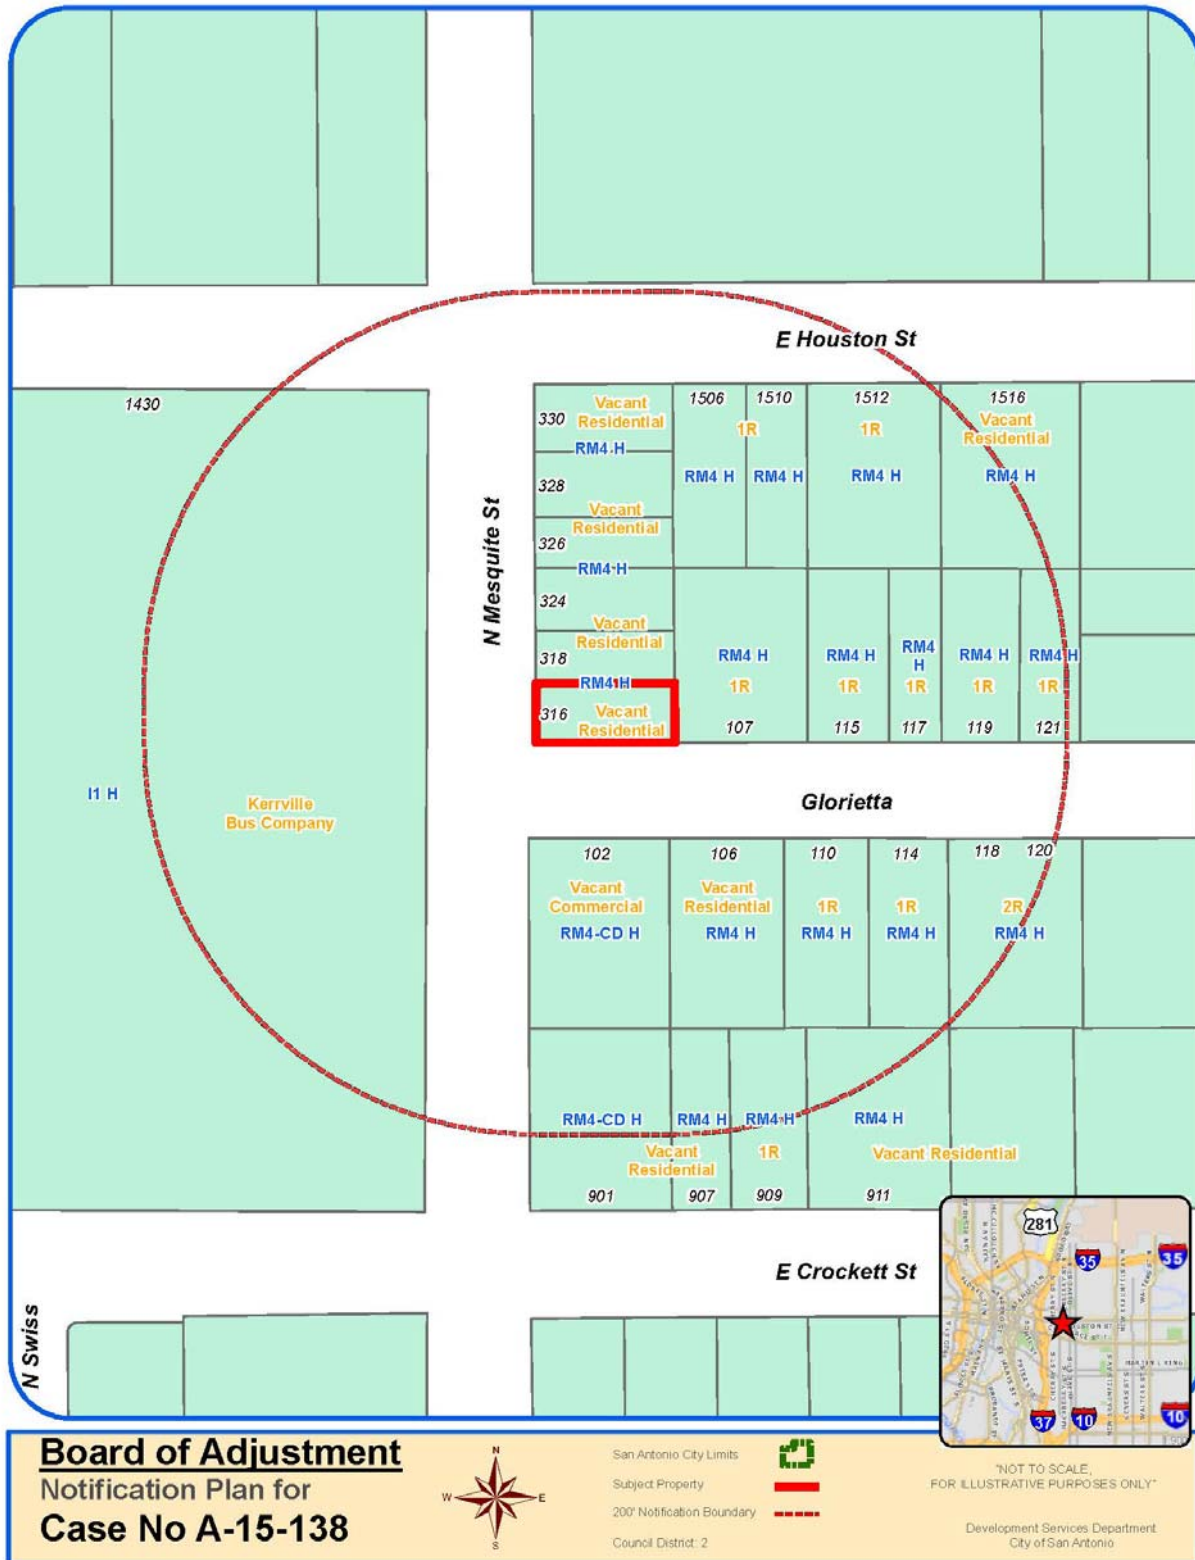 E Houston St
1430
330
Vacant
Residential
RM4 H
1506
1510
1R
RM4 H
RM4 H
1512
1R
RM4 H
1516
Vacant
Residential
RM4 H
328
Vacant
Residential
326
RM4 H
324
Vacant
Residential
318
RM4 H
316
Vacant
Residential
N Mesquite St
RM4 H
1R
107
RM4 H
1R
115
RM4
H
1R
117
RM4 H
1R
119
RM4 H
1R
121
I1 H
Kerrville
Bus Company
Glorietta
102
Vacant
Commercial
RM4-CD H
106
Vacant
Residential
RM4 H
110
1R
RM4 H
114
1R
RM4 H
118
120
2R
RM4 H
RM4-CD H
RM4 H
RM4 H
RM4 H
Vacant
Residential
1R
Vacant Residential
901
907
909
911
E Crockett St
N Swiss
281
35
35
37
10
10
Board of Adjustment
Notification Plan for
Case No A-15-138
N
W
E
S
San Antonio City Limits
Subject Property
200' Notification Boundary
Council District: 2
"NOT TO SCALE,
FOR ILLUSTRATIVE PURPOSES ONLY"
Development Services Department
City of San Antonio